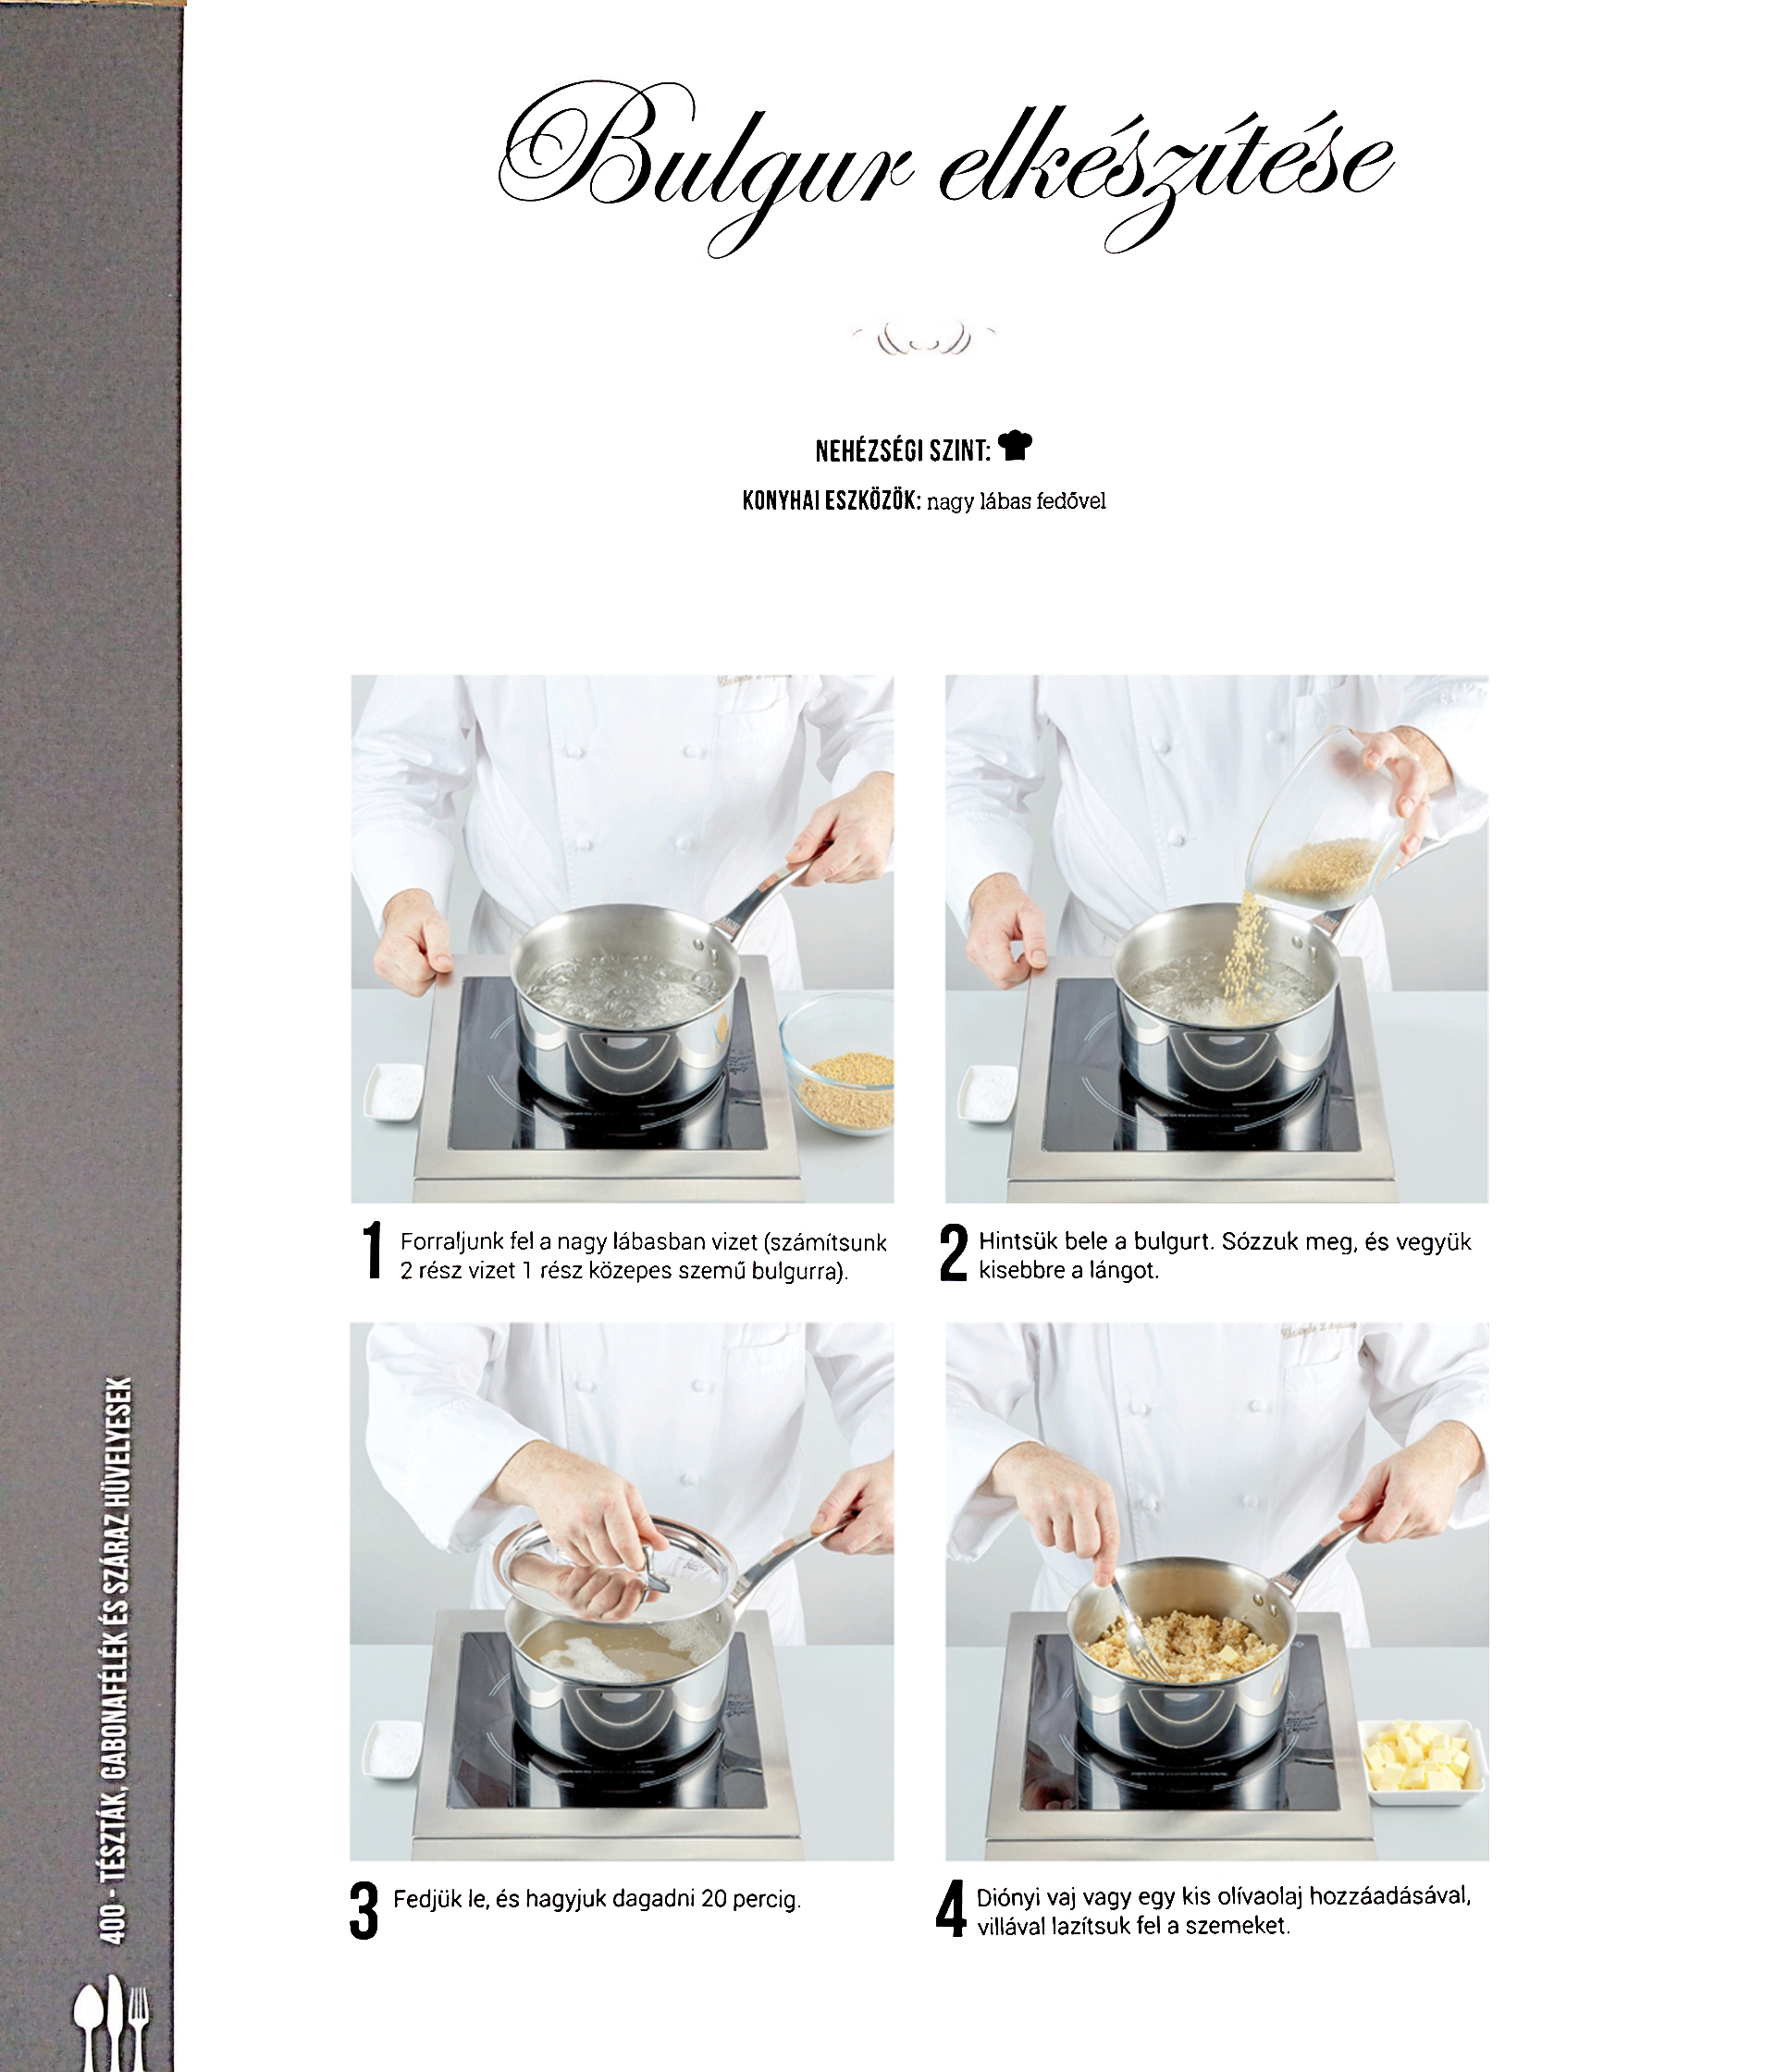 Bulgur elkészítése
NEHÉZSÉGI SZINT:
KONYHAI ESZKÖZÖK: nagy lábas fedővel
1 Forraljunk fel a nagy lábasban vizet (számítsunk
2 rész vizet 1 rész közepes szemű bulgurra).
2 Hintsük bele a bulgurt. Sózzuk meg, és vegyük
kisebbre a lángot.
3 Fedjük le, és hagyjuk dagadni 20 percig.
4 Diónyi vaj vagy egy kis olívaolaj hozzáadásával,
villával lazítsuk fel a szemeket.
400 - TÉSZTÁK, GABONAFÉLÉK ÉS SZÁRAZ HÜVELYESEK